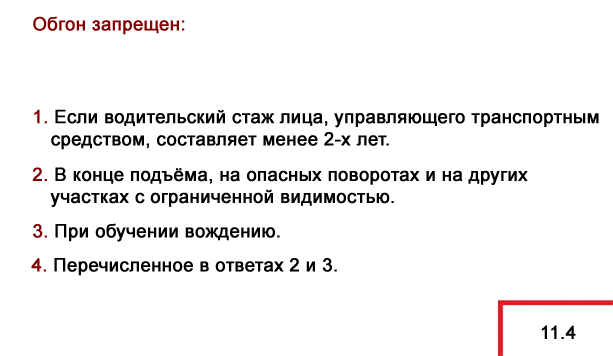 Обгон запрещен:
1. Если водительский стаж лица, управляющего транспортным
средством, составляет менее 2-х лет.
2. В конце подъёма, на опасных поворотах и на других
участках с ограниченной видимостью.
3. При обучении вождению.
4. Перечисленное в ответах 2 и 3.
11.4